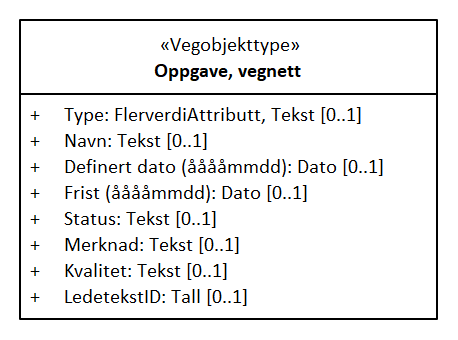 «Vegobjekttype»
Oppgave, vegnett
+ Type: FlerverdiAttributt, Tekst [0..1]
+ Navn: Tekst [0..1]
+ Definert dato (ååååmmdd): Dato [0..1]
+ Frist (ååååmmdd): Dato [0..1]
+ Status: Tekst [0..1]
+ Merknad: Tekst [0..1]
+ Kvalitet: Tekst [0..1]
+ LedetekstID: Tall [0..1]